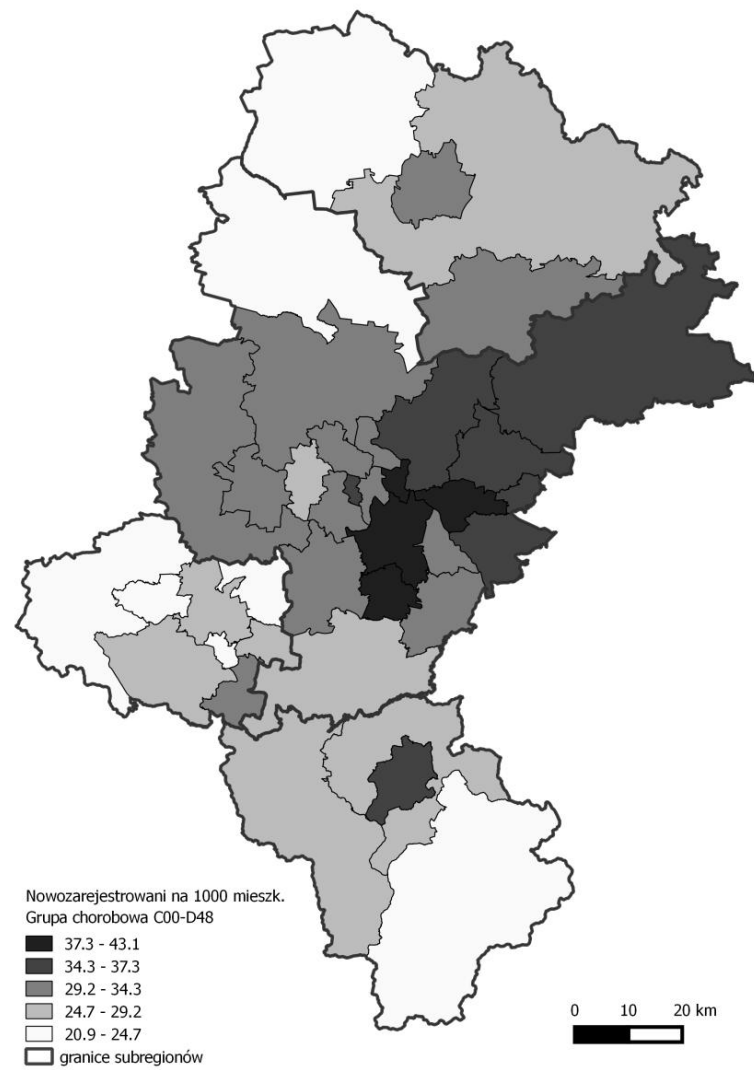 Nowozarejestrowani na 1000 mieszk.
Grupa chorobowa C00-D48
37.3 - 43.1
34.3 - 37.3
29.2 - 34.3
24.7 - 29.2
20.9 - 24.7
granice subregionów
0 10 20 km